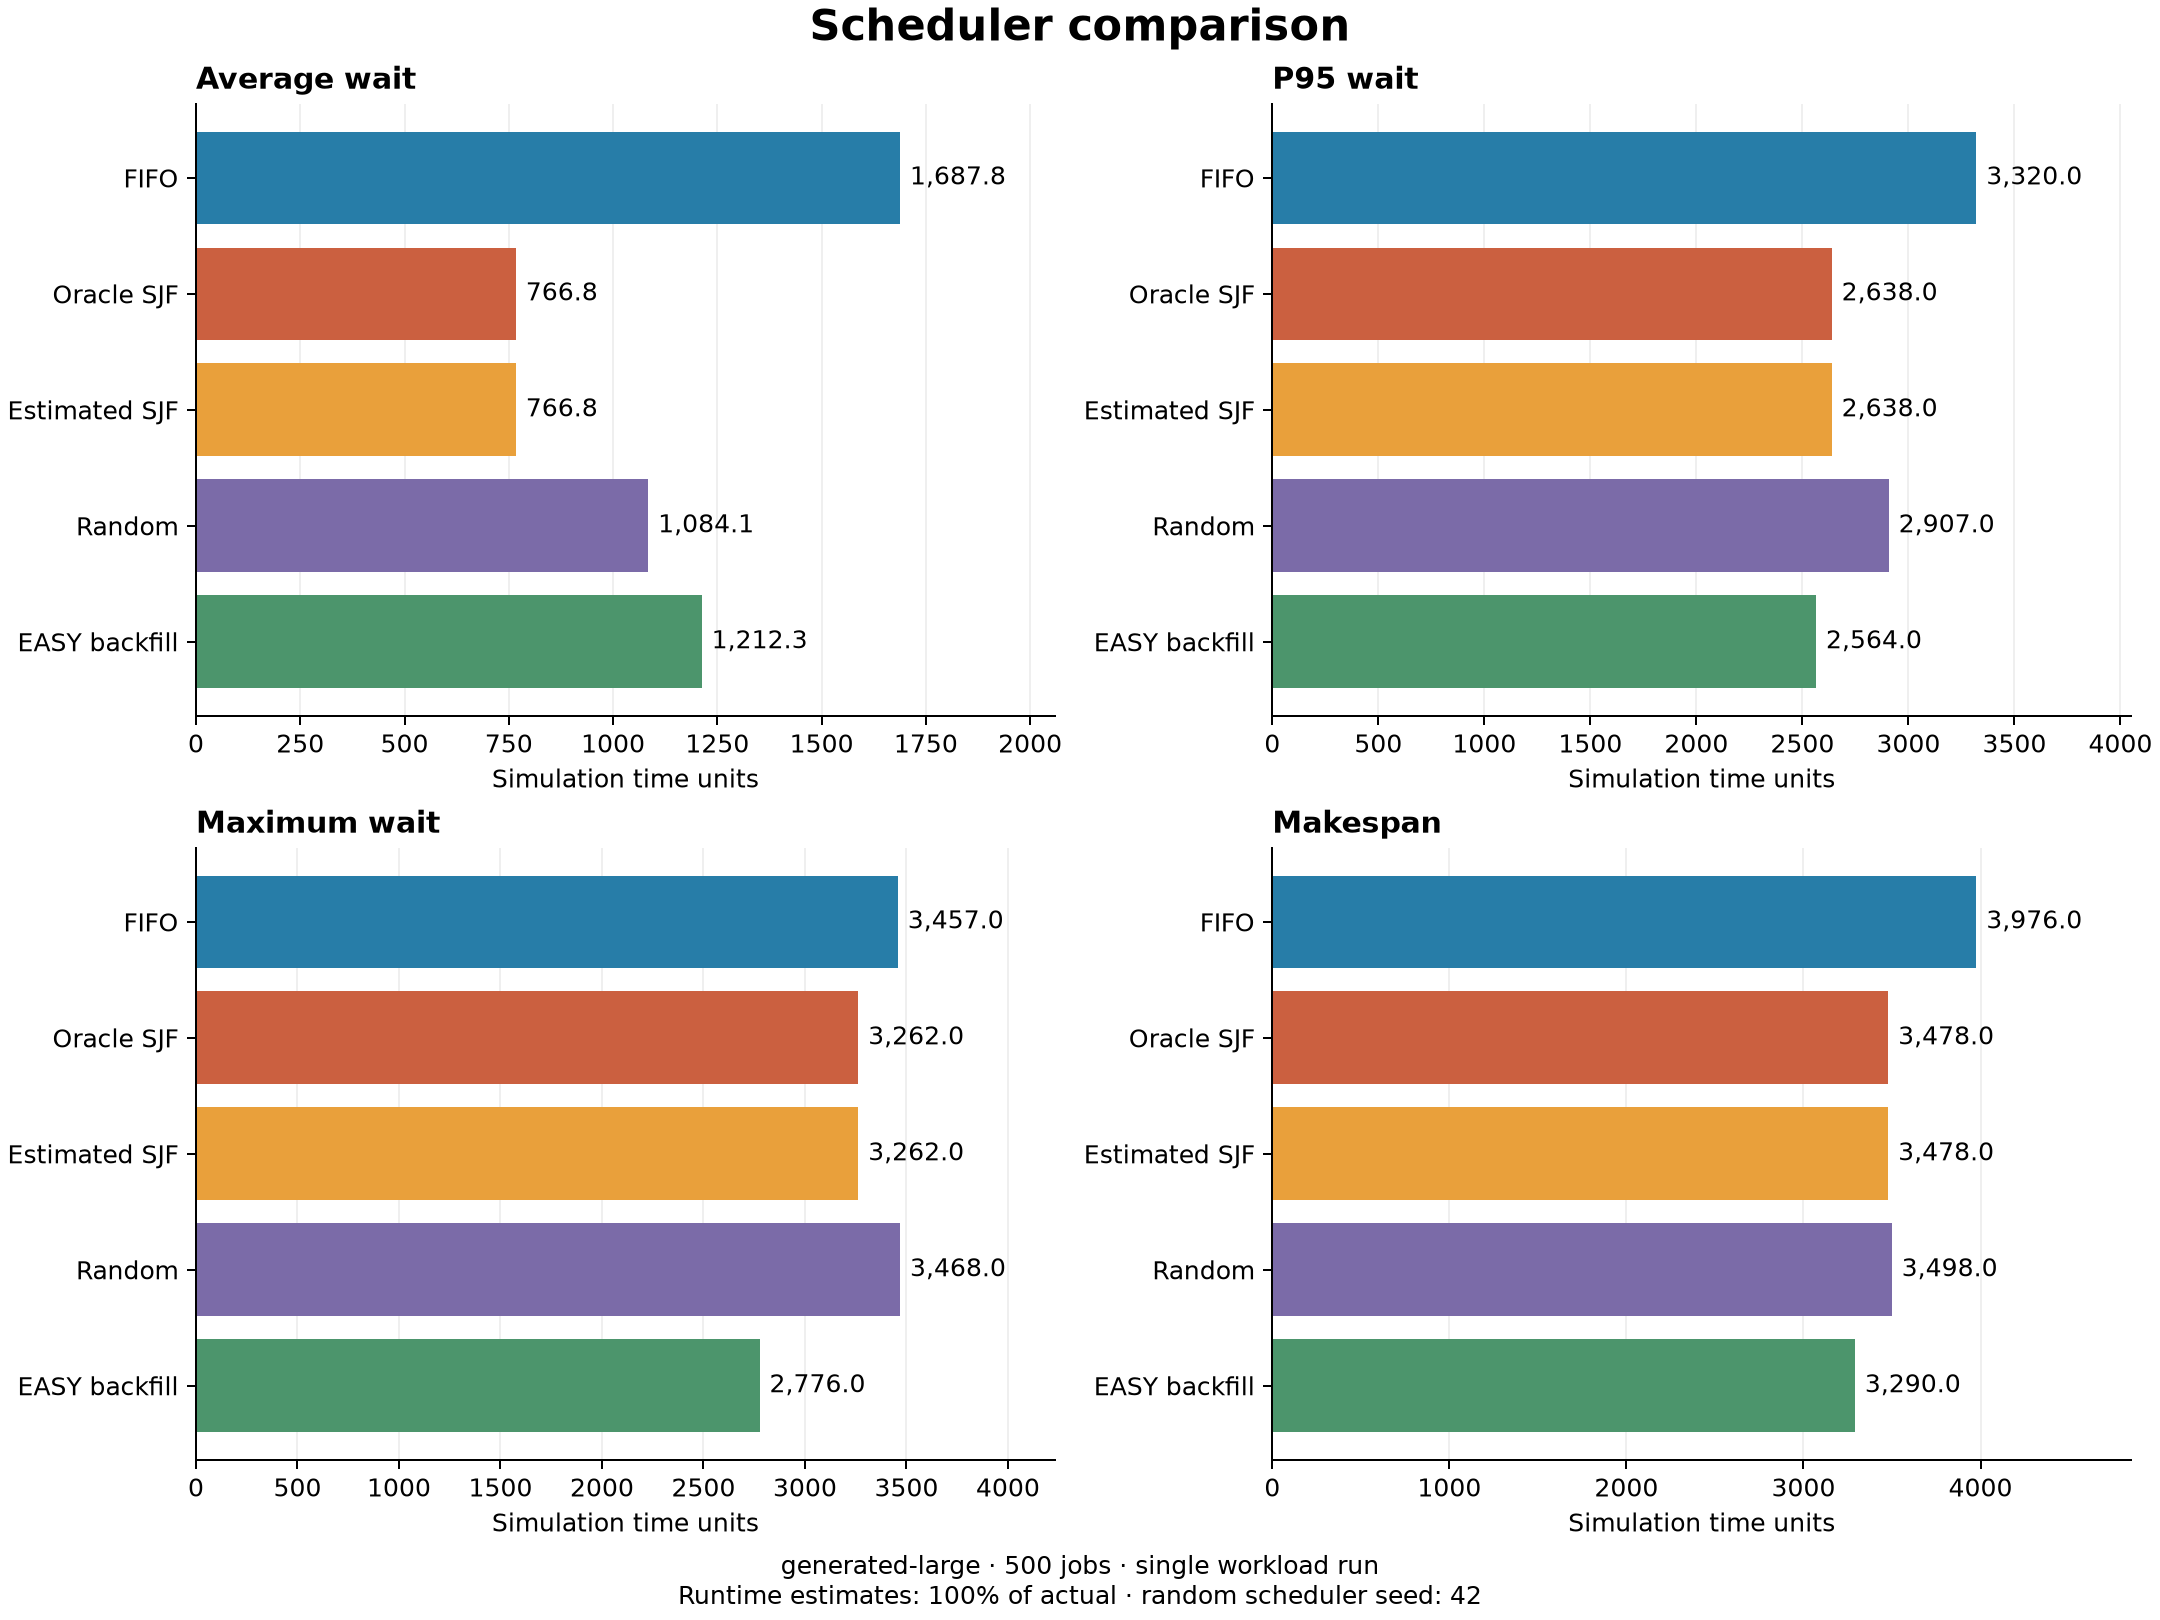 Scheduler comparison
Average wait
FIFO
1,687.8
Oracle SJF
766.8
Estimated SJF
766.8
Random
1,084.1
EASY backfill
1,212.3
0 250 500 750 1000 1250 1500 1750 2000
Simulation time units
P95 wait
FIFO
3,320.0
Oracle SJF
2,638.0
Estimated SJF
2,638.0
Random
2,907.0
EASY backfill
2,564.0
0 500 1000 1500 2000 2500 3000 3500 4000
Simulation time units
Maximum wait
FIFO
3,457.0
Oracle SJF
3,262.0
Estimated SJF
3,262.0
Random
3,468.0
EASY backfill
2,776.0
0 500 1000 1500 2000 2500 3000 3500 4000
Simulation time units
Makespan
FIFO
3,976.0
Oracle SJF
3,478.0
Estimated SJF
3,478.0
Random
3,498.0
EASY backfill
3,290.0
0 1000 2000 3000 4000
Simulation time units
generated-large · 500 jobs · single workload run
Runtime estimates: 100% of actual · random scheduler seed: 42